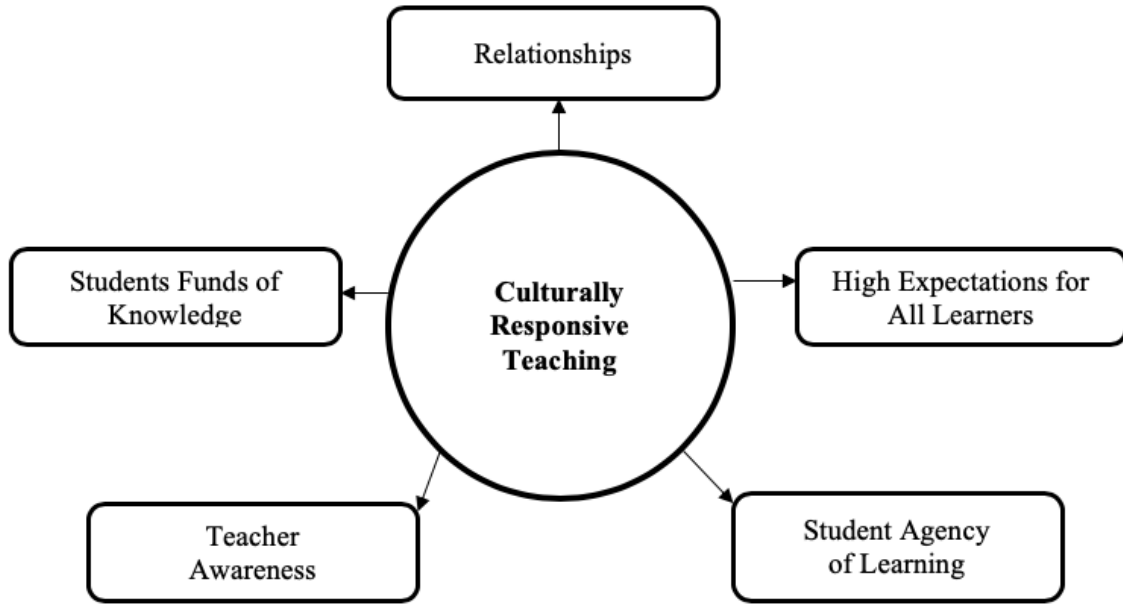 Relationships
Students Funds of
Knowledge
Culturally
Responsive
Teaching
High Expectations for
All Learners
Teacher
Awareness
Student Agency
of Learning